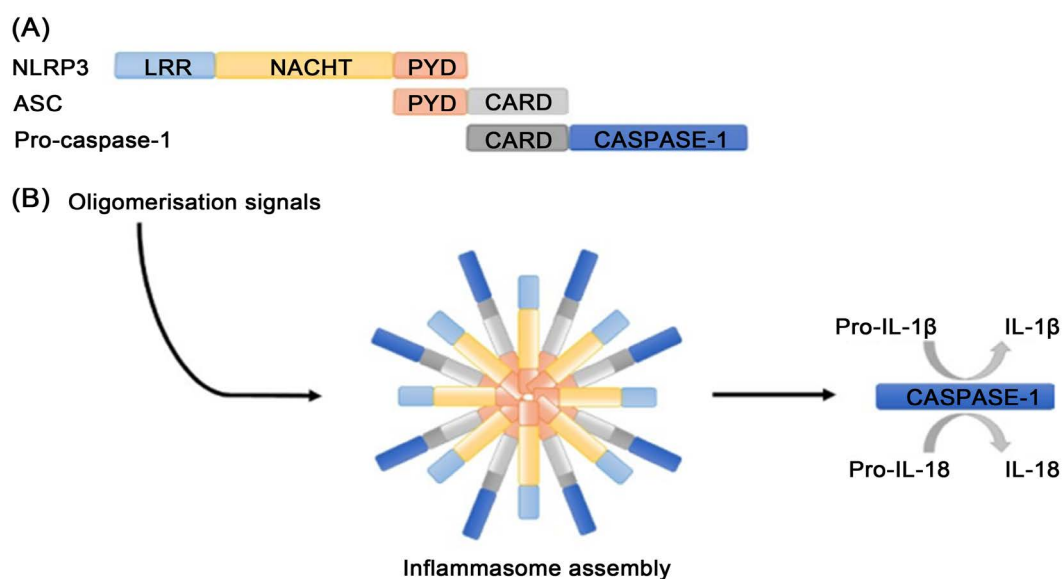 (A)
NLRP3 LRR NACHT PYD
ASC PYD CARD
Pro-caspase-1 CARD CASPASE-1
(B) Oligomerisation signals
Pro-IL-1β IL-1β
CASPASE-1
Pro-IL-18 IL-18
Inflammasome assembly